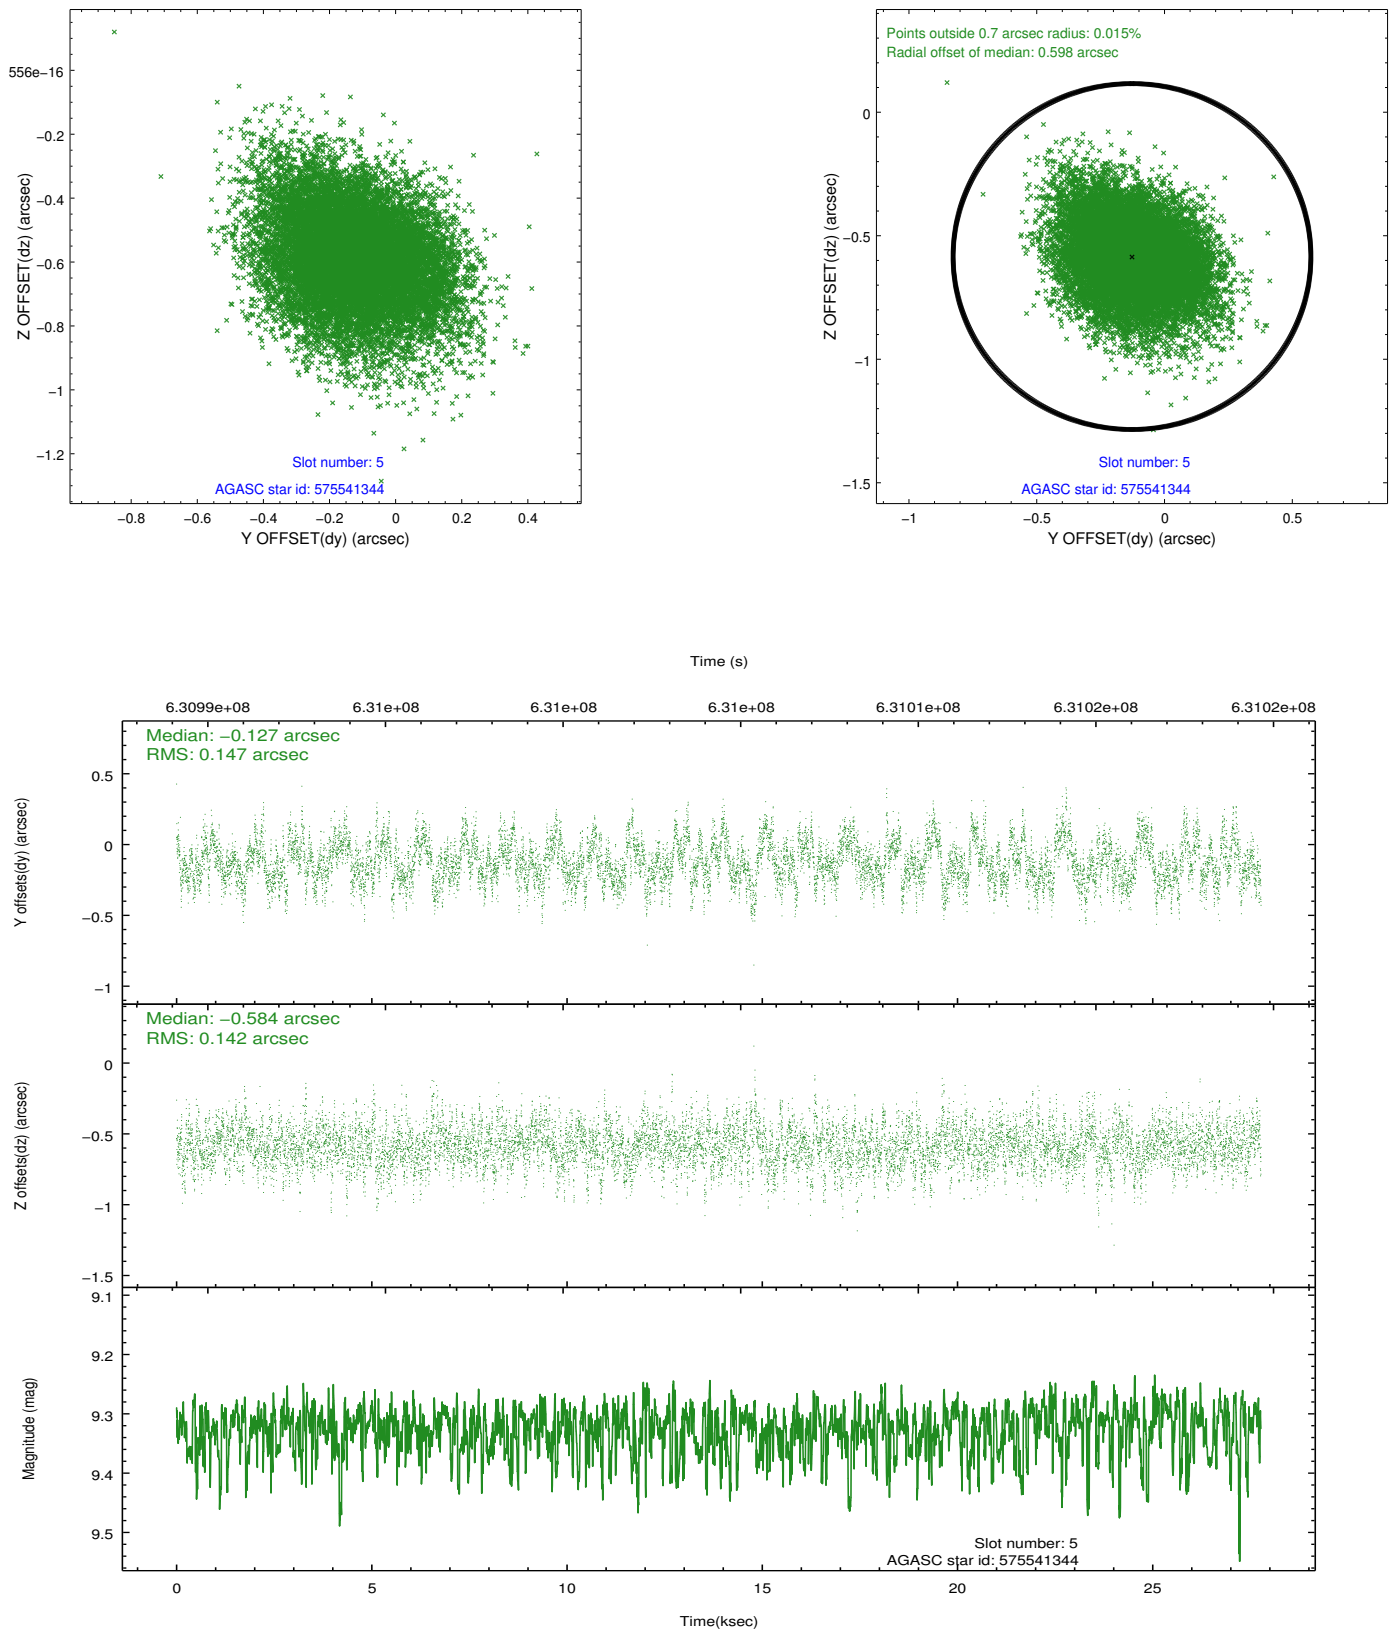 556e−16
−0.2
−0.4
−0.6
−0.8
−1
−1.2
Z OFFSET(dz) (arcsec)
Slot number: 5
AGASC star id: 575541344
−0.8 −0.6 −0.4 −0.2 0 0.2 0.4
Y OFFSET(dy) (arcsec)
Points outside 0.7 arcsec radius: 0.015%
Radial offset of median: 0.598 arcsec
0
−0.5
−1
−1.5
Z OFFSET(dz) (arcsec)
Slot number: 5
AGASC star id: 575541344
−1 −0.5 0 0.5
Y OFFSET(dy) (arcsec)
Time (s)
6.3099e+08 6.31e+08 6.31e+08 6.31e+08 6.3101e+08 6.3102e+08 6.3102e+08
Median: −0.127 arcsec
RMS: 0.147 arcsec
0.5
0
−0.5
−1
Y offsets(dy) (arcsec)
Median: −0.584 arcsec
RMS: 0.142 arcsec
0
−0.5
−1
−1.5
Z offsets(dz) (arcsec)
9.1
9.2
9.3
9.4
9.5
Magnitude (mag)
Slot number: 5
AGASC star id: 575541344
0 5 10 15 20 25
Time(ksec)